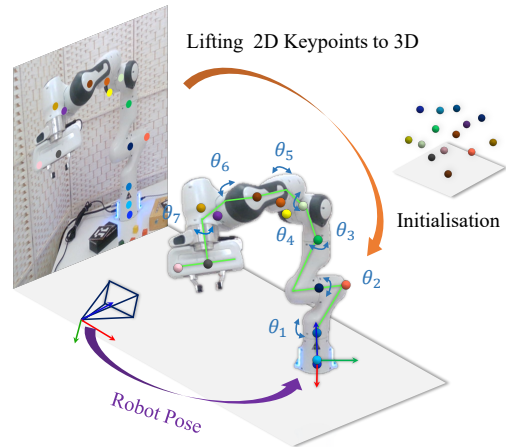 Lifting 2D Keypoints to 3D
θ5
θ6
θ7
θ4
θ3
Initialisation
θ2
θ1
Robot Pose